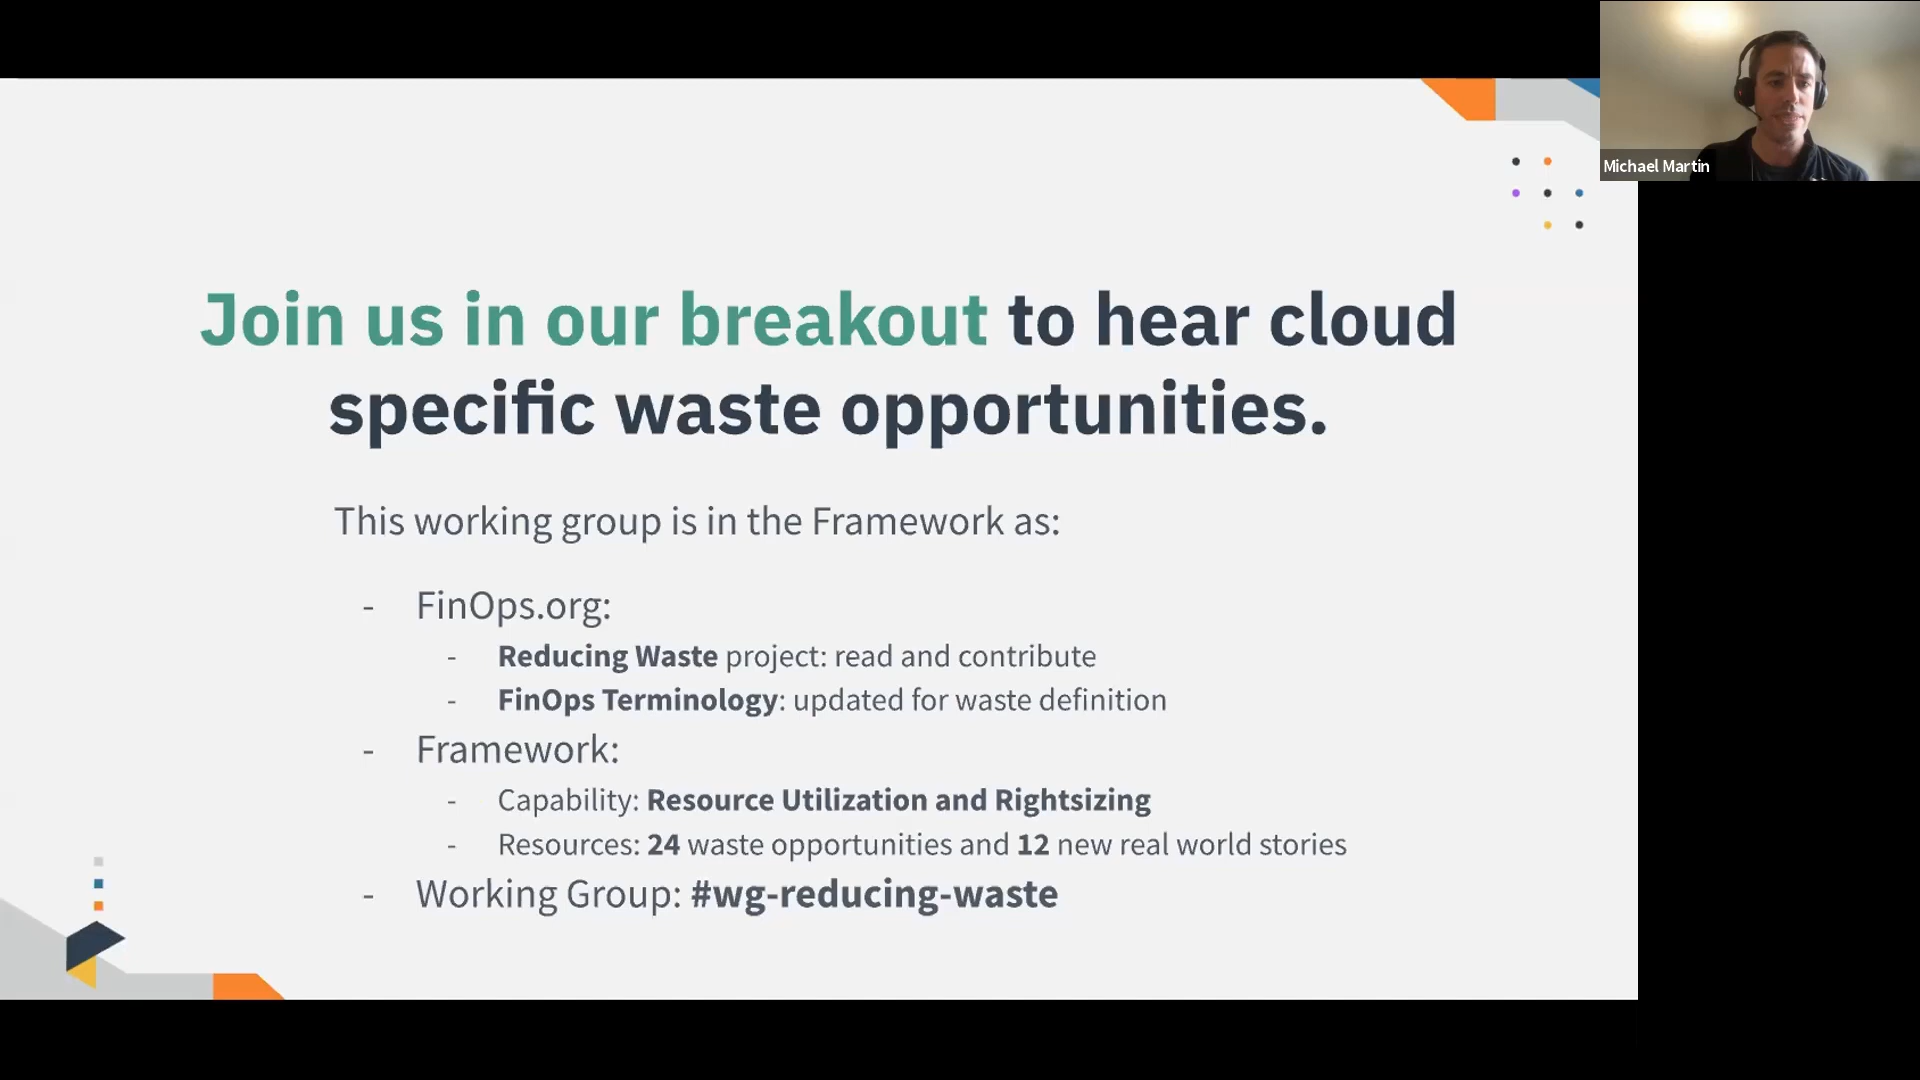 Michael Martin
Join us in our breakout to hear cloud
specific waste opportunities.
This working group is in the Framework as:
- FinOps.org:
- Reducing Waste project: read and contribute
- FinOps Terminology: updated for waste definition
- Framework:
- Capability: Resource Utilization and Rightsizing
- Resources: 24 waste opportunities and 12 new real world stories
- Working Group: #wg-reducing-waste